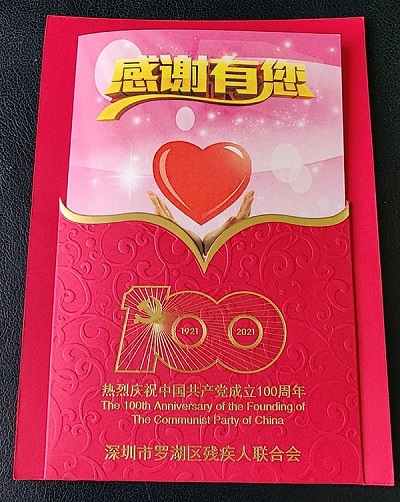 感谢有您
100
1921 2021
热烈庆祝中国共产党成立100周年
The 100th Anniversary of the Founding of
The Communist Party of China
深圳市罗湖区残疾人联合会